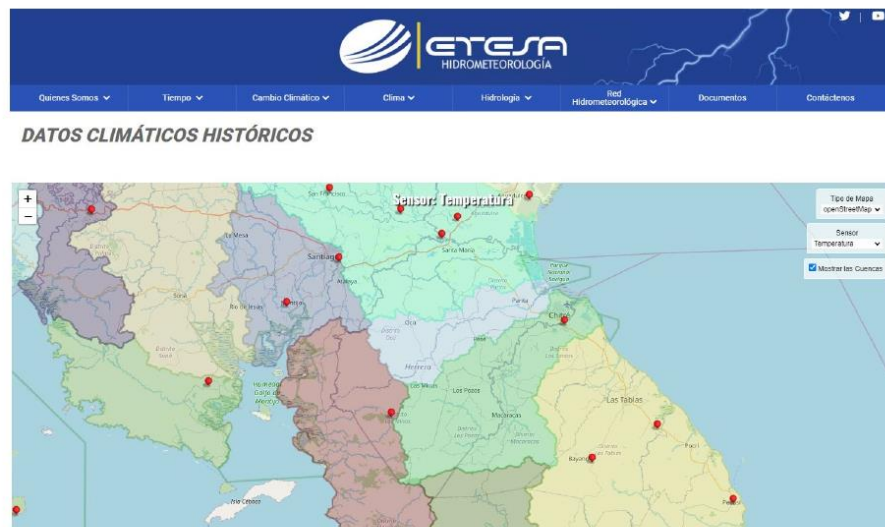 ETESA
HIDROMETEOROLOGÍA
Quienes Somos
Tiempo
Cambio Climático
Clima
Hidrología
Red
Hidrometeorológica
Documentos
Contáctenos
DATOS CLIMÁTICOS HISTÓRICOS
+
−
Sensor: Temperatura
Tipo de Mapa
openStreetMap
Sensor
Temperatura
Mostrar las Cuencas
San Francisco
La Mesa
Santiago
Santa María
Atalaya
Soná
Río de Jesús
Parita
Chitré
Ocú
Herrera
Las Minas
Los Pozos
Macaracas
Las Tablas
Pocrí
Isla Cébaco